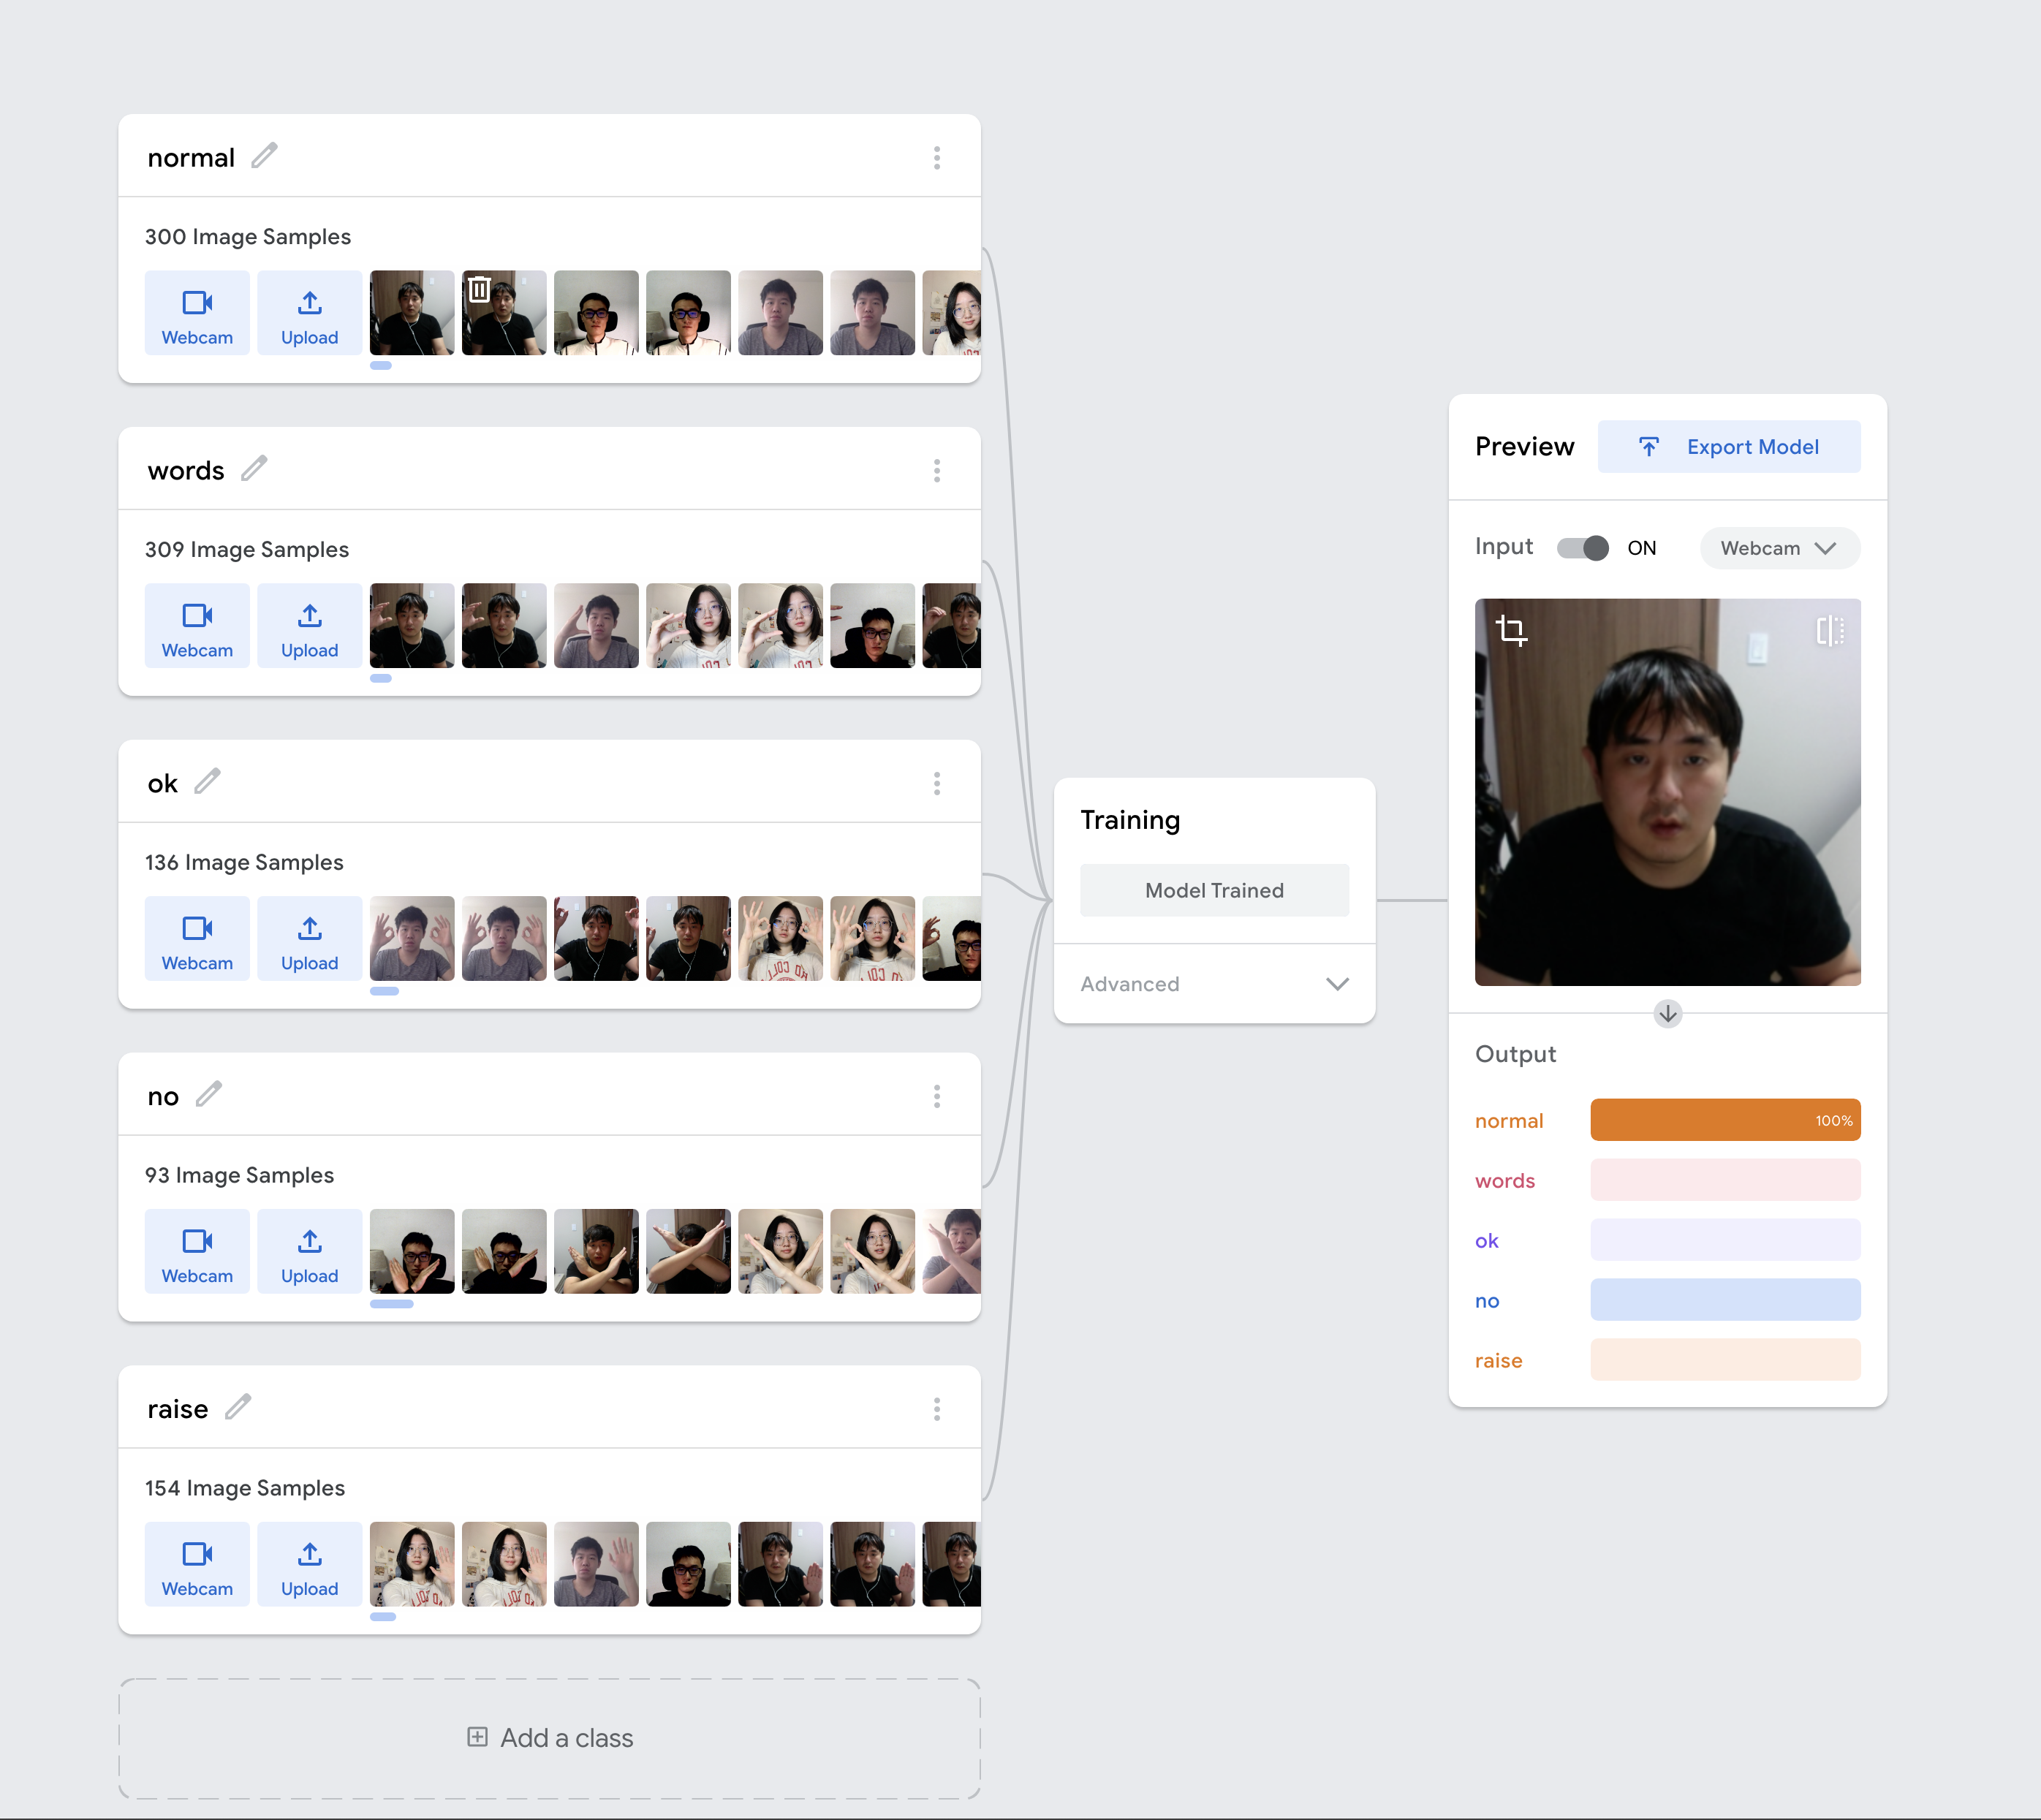 normal
300 Image Samples
Webcam
Upload
words
309 Image Samples
Webcam
Upload
ok
136 Image Samples
Webcam
Upload
no
93 Image Samples
Webcam
Upload
raise
154 Image Samples
Webcam
Upload
Add a class
Training
Model Trained
Advanced
Preview
Export Model
Input
ON
Webcam
Output
normal
100%
words
ok
no
raise